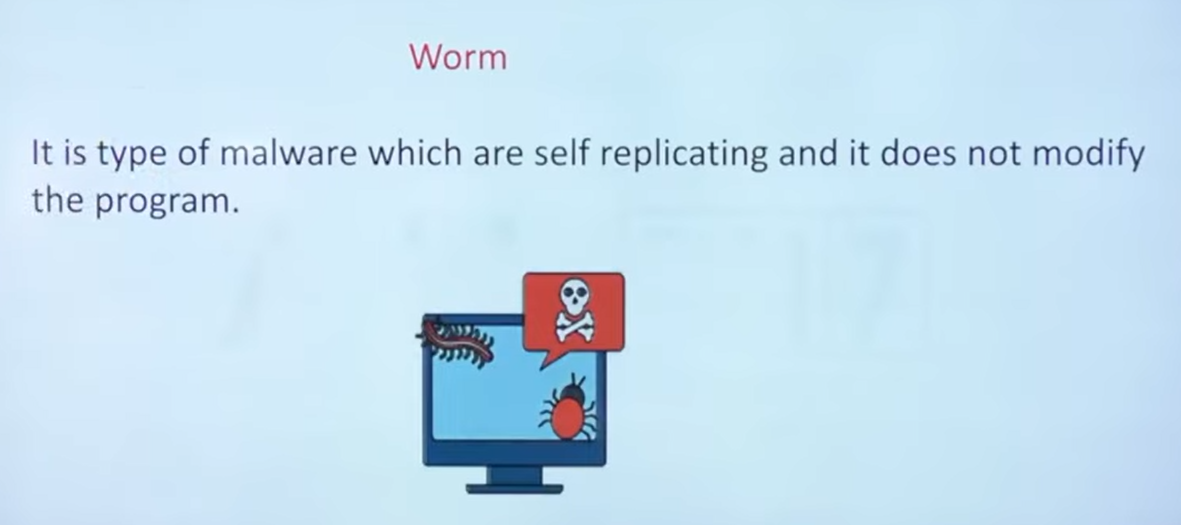 Worm
It is type of malware which are self replicating and it does not modify
the program.